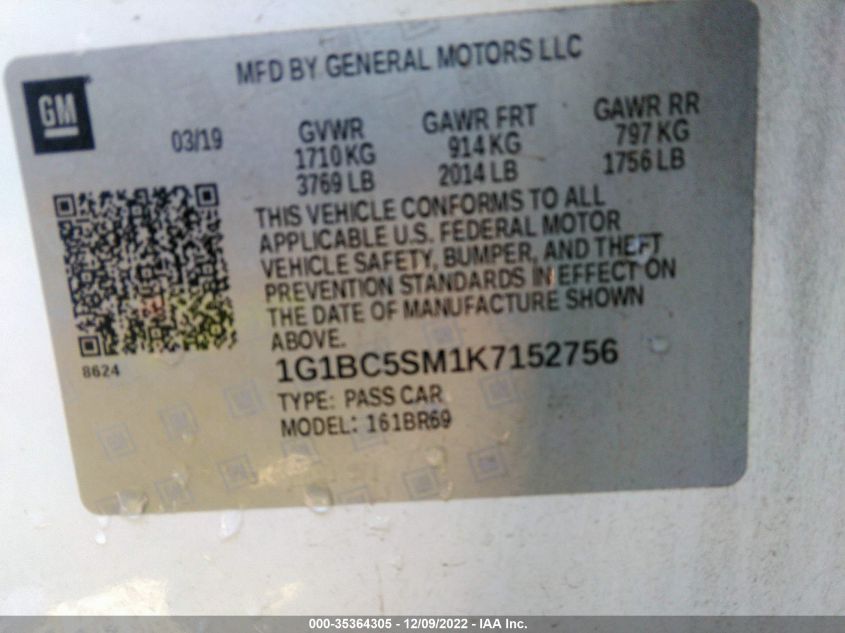 MFD BY GENERAL MOTORS LLC
GM
03/19 GVWR GAWR FRT GAWR RR
1710 KG 914 KG 797 KG
3769 LB 2014 LB 1756 LB
THIS VEHICLE CONFORMS TO ALL
APPLICABLE U.S. FEDERAL MOTOR
VEHICLE SAFETY, BUMPER, AND THEFT
PREVENTION STANDARDS IN EFFECT ON
THE DATE OF MANUFACTURE SHOWN
ABOVE.
8624
1G1BC5SM1K7152756
TYPE: PASS CAR
MODEL: 161BR69
000-35364305 - 12/09/2022 - IAA Inc.